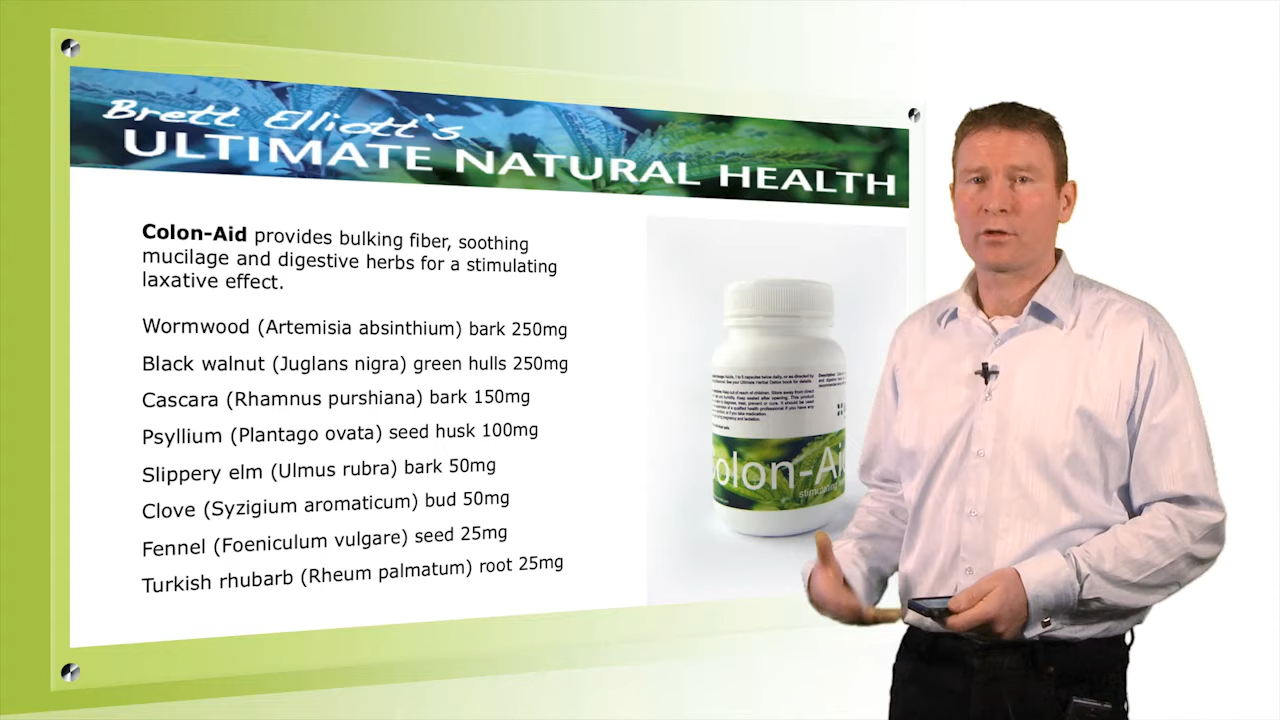 Brett Elliott's
ULTIMATE NATURAL HEALTH
Colon-Aid provides bulking fiber, soothing
mucilage and digestive herbs for a stimulating
laxative effect.
Wormwood (Artemisia absinthium) bark 250mg
Black walnut (Juglans nigra) green hulls 250mg
Cascara (Rhamnus purshiana) bark 150mg
Psyllium (Plantago ovata) seed husk 100mg
Slippery elm (Ulmus rubra) bark 50mg
Clove (Syzigium aromaticum) bud 50mg
Fennel (Foeniculum vulgare) seed 25mg
Turkish rhubarb (Rheum palmatum) root 25mg
olon-Ai